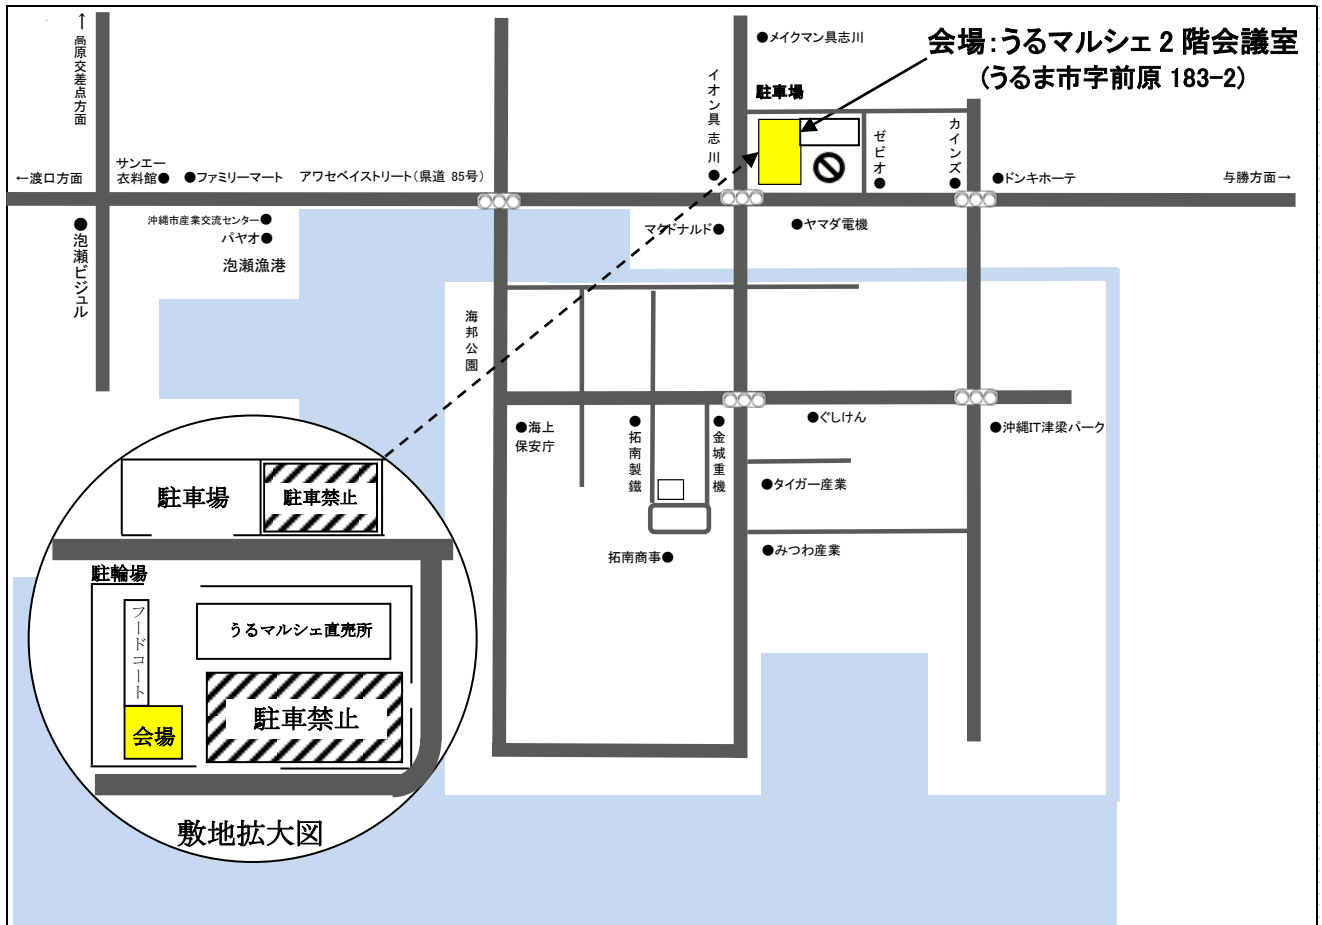 ↑高原交差点方面
●メイクマン具志川
会場:うるマルシェ2階会議室
(うるま市字前原 183-2)
駐車場
イオン具志川●
ゼビオ●
カインズ●
サンエー
衣料館●
●ファミリーマート
アワセベイストリート(県道 85号)
←渡口方面
●ドンキホーテ
与勝方面→
沖縄市産業交流センター●
パヤオ●
泡瀬漁港
●泡瀬ビジュル
マクドナルド●
●ヤマダ電機
海邦公園
●海上
保安庁
●拓南製鐵
●金城重機
●ぐしけん
●沖縄IT津梁パーク
●タイガー産業
拓南商事●
●みつわ産業
駐車場
駐車禁止
駐輪場
フードコート
うるマルシェ直売所
駐車禁止
会場
敷地拡大図